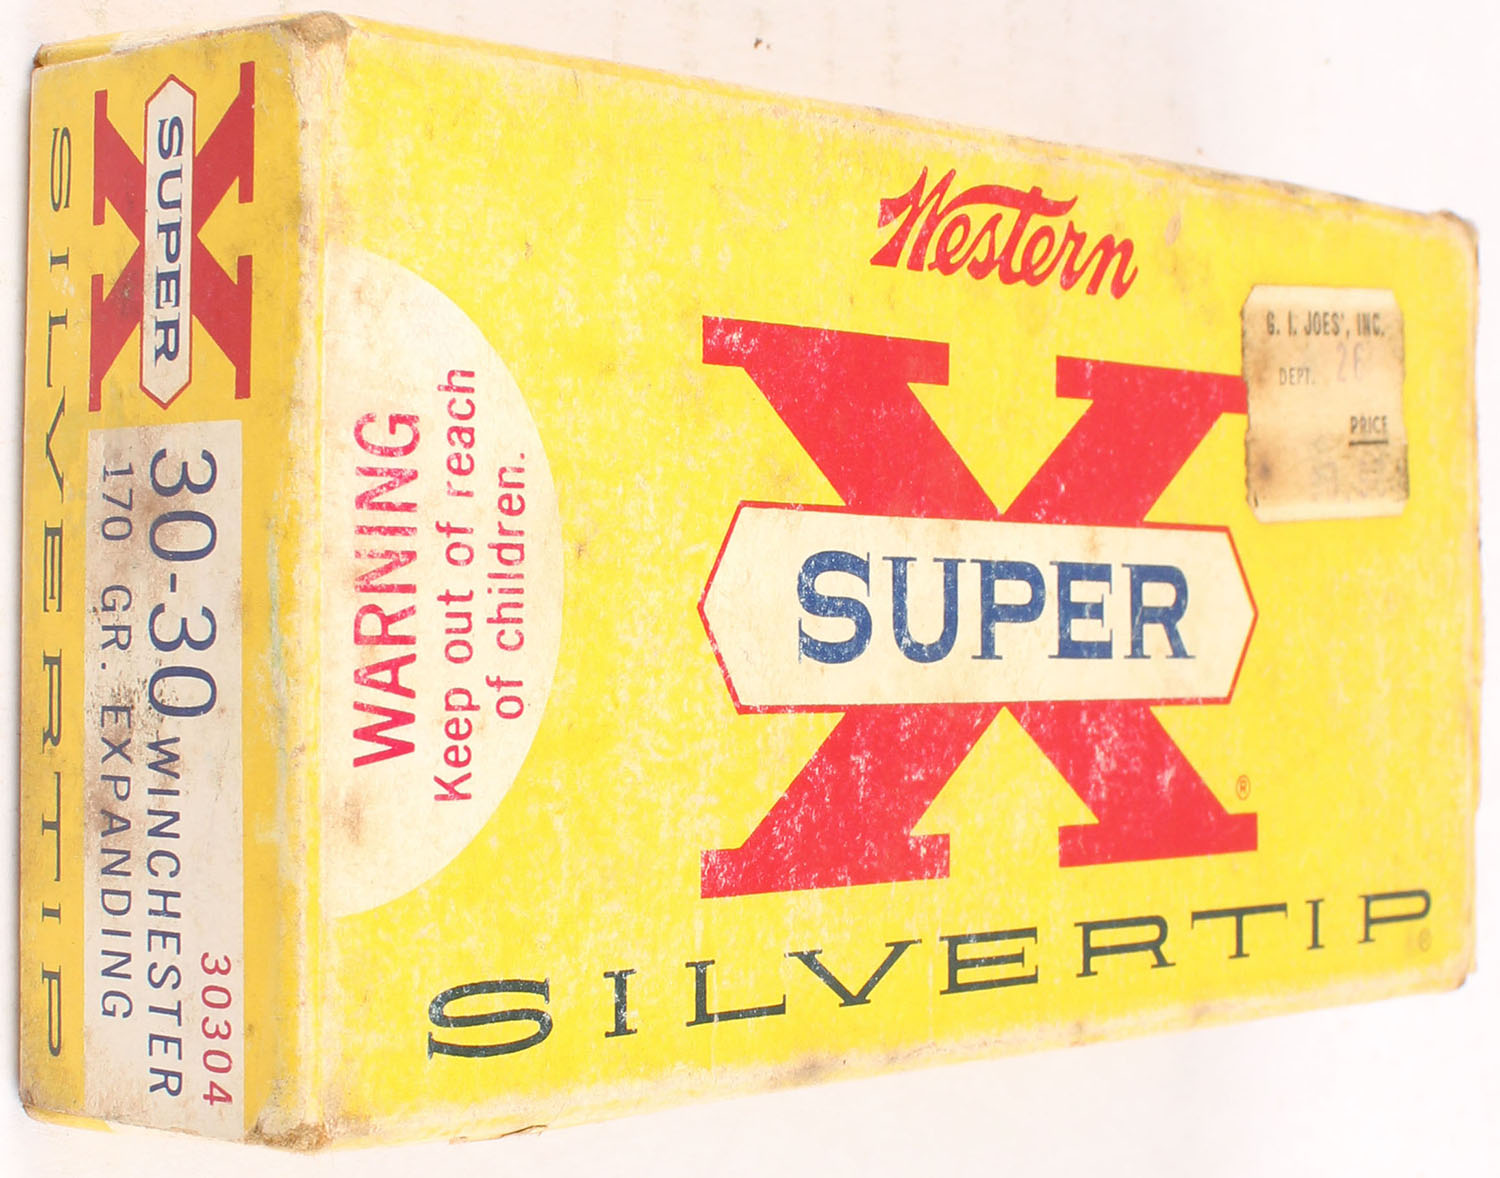 Western
SUPER
X
®
SILVERTIP
®
WARNING
Keep out of reach
of children.
G. I. JOES', INC.
DEPT. 26
PRICE
SUPER
X
SILVERTIP
30-30 WINCHESTER
170 GR. EXPANDING
30304